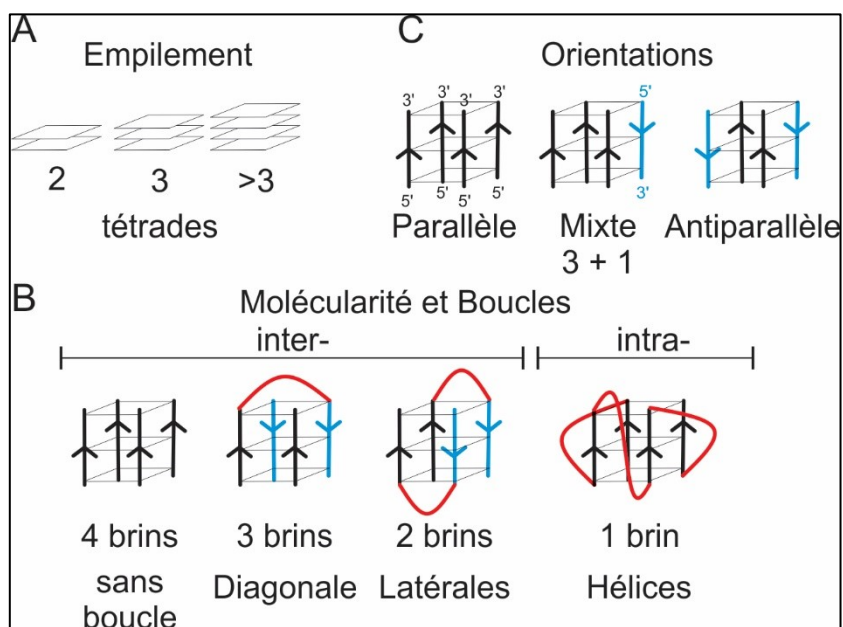 A
Empilement
2 3 >3
tétrades
C
Orientations
3' 3' 3' 3' 5'
5' 5' 5' 5' 3'
Parallèle Mixte Antiparallèle
3 + 1
B
Molécularité et Boucles
inter- intra-
4 brins 3 brins 2 brins 1 brin
sans Diagonale Latérales Hélices
boucle